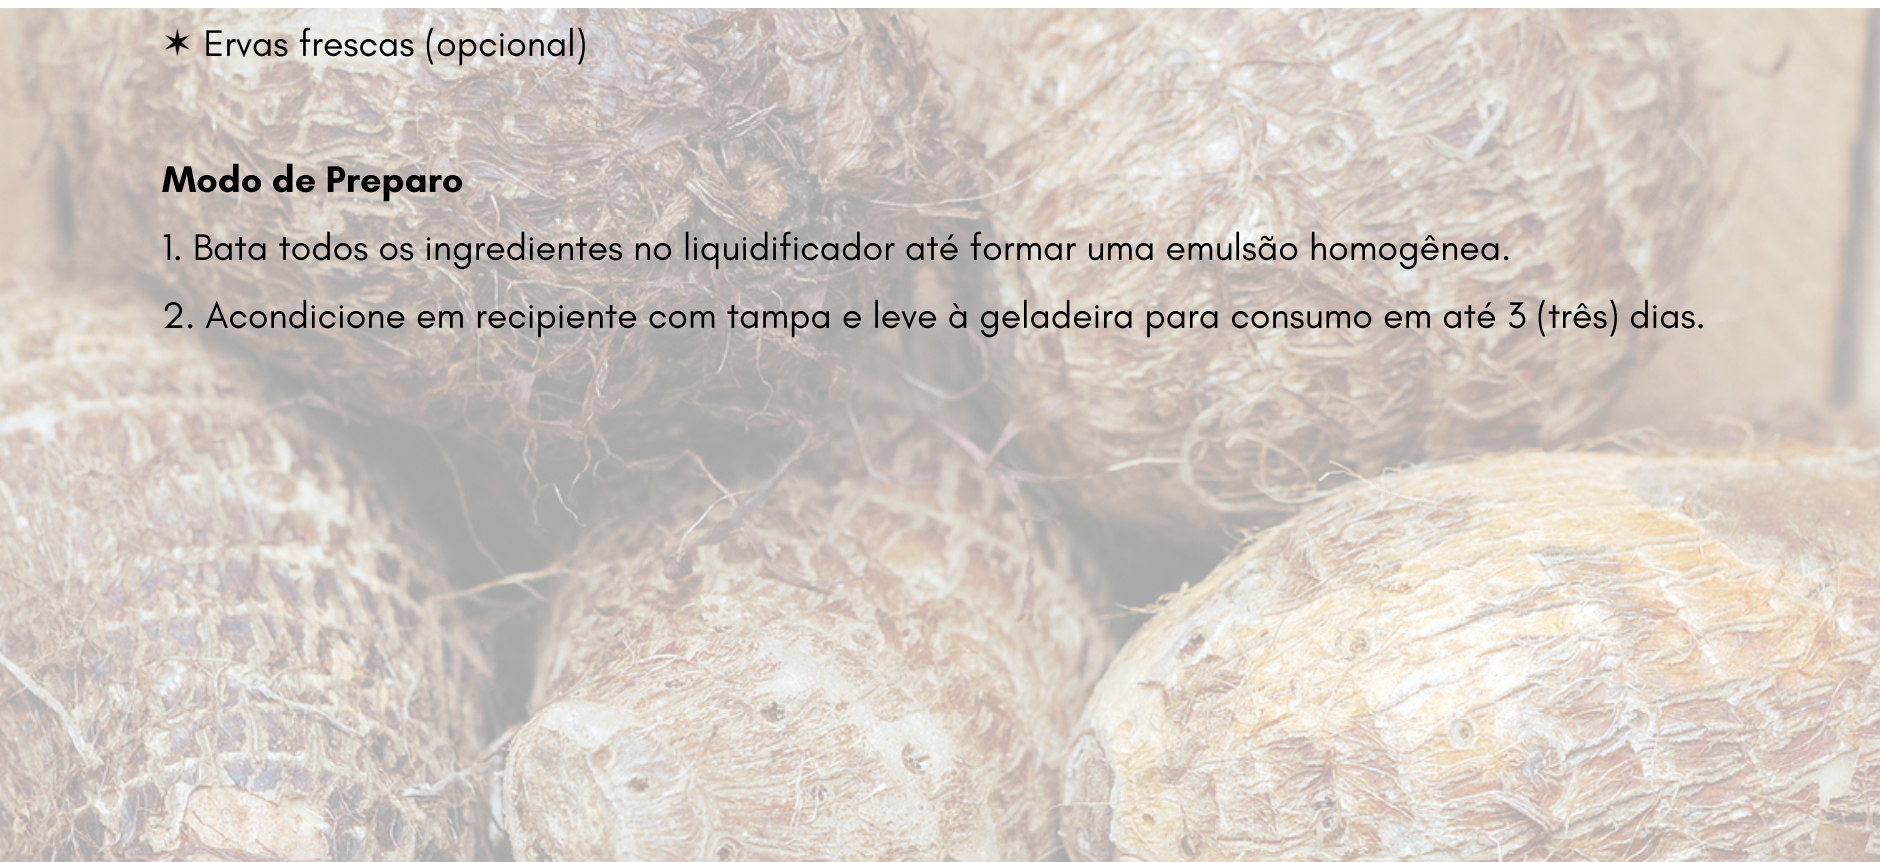 ✶ Ervas frescas (opcional)
Modo de Preparo
1. Bata todos os ingredientes no liquidificador até formar uma emulsão homogênea.
2. Acondicione em recipiente com tampa e leve à geladeira para consumo em até 3 (três) dias.